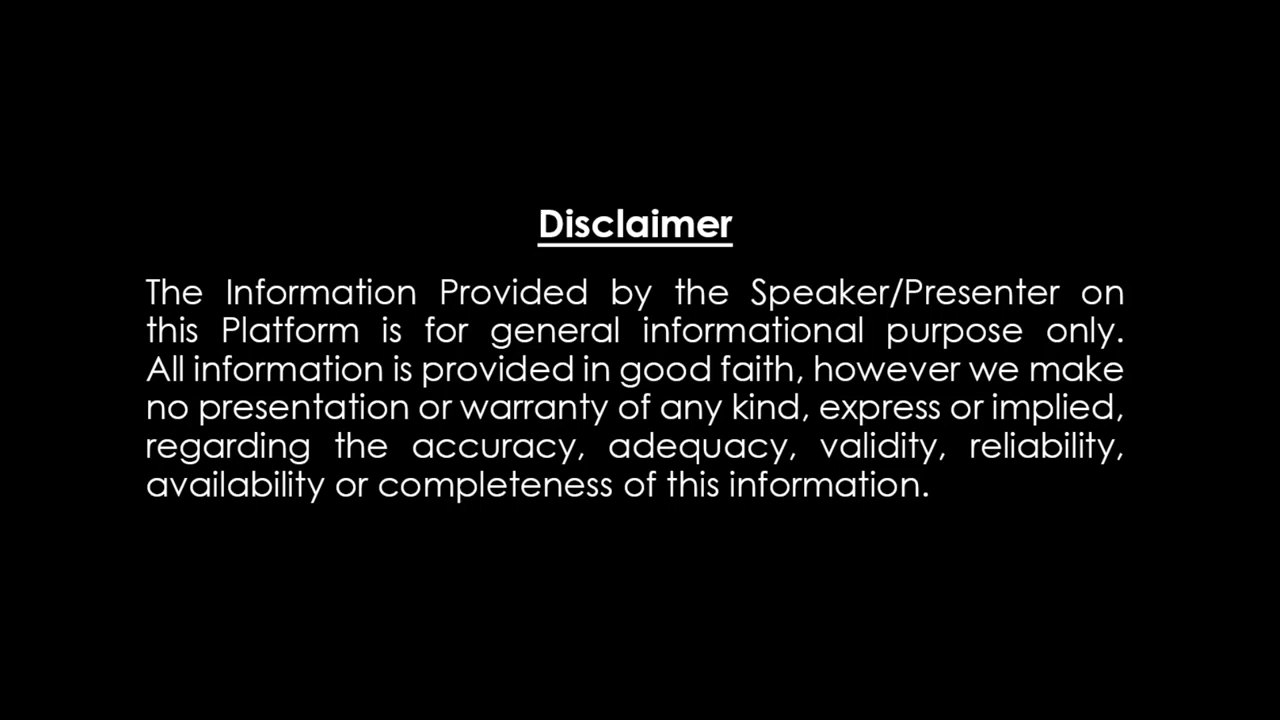 Disclaimer
The Information Provided by the Speaker/Presenter on
this Platform is for general informational purpose only.
All information is provided in good faith, however we make
no presentation or warranty of any kind, express or implied,
regarding the accuracy, adequacy, validity, reliability,
availability or completeness of this information.